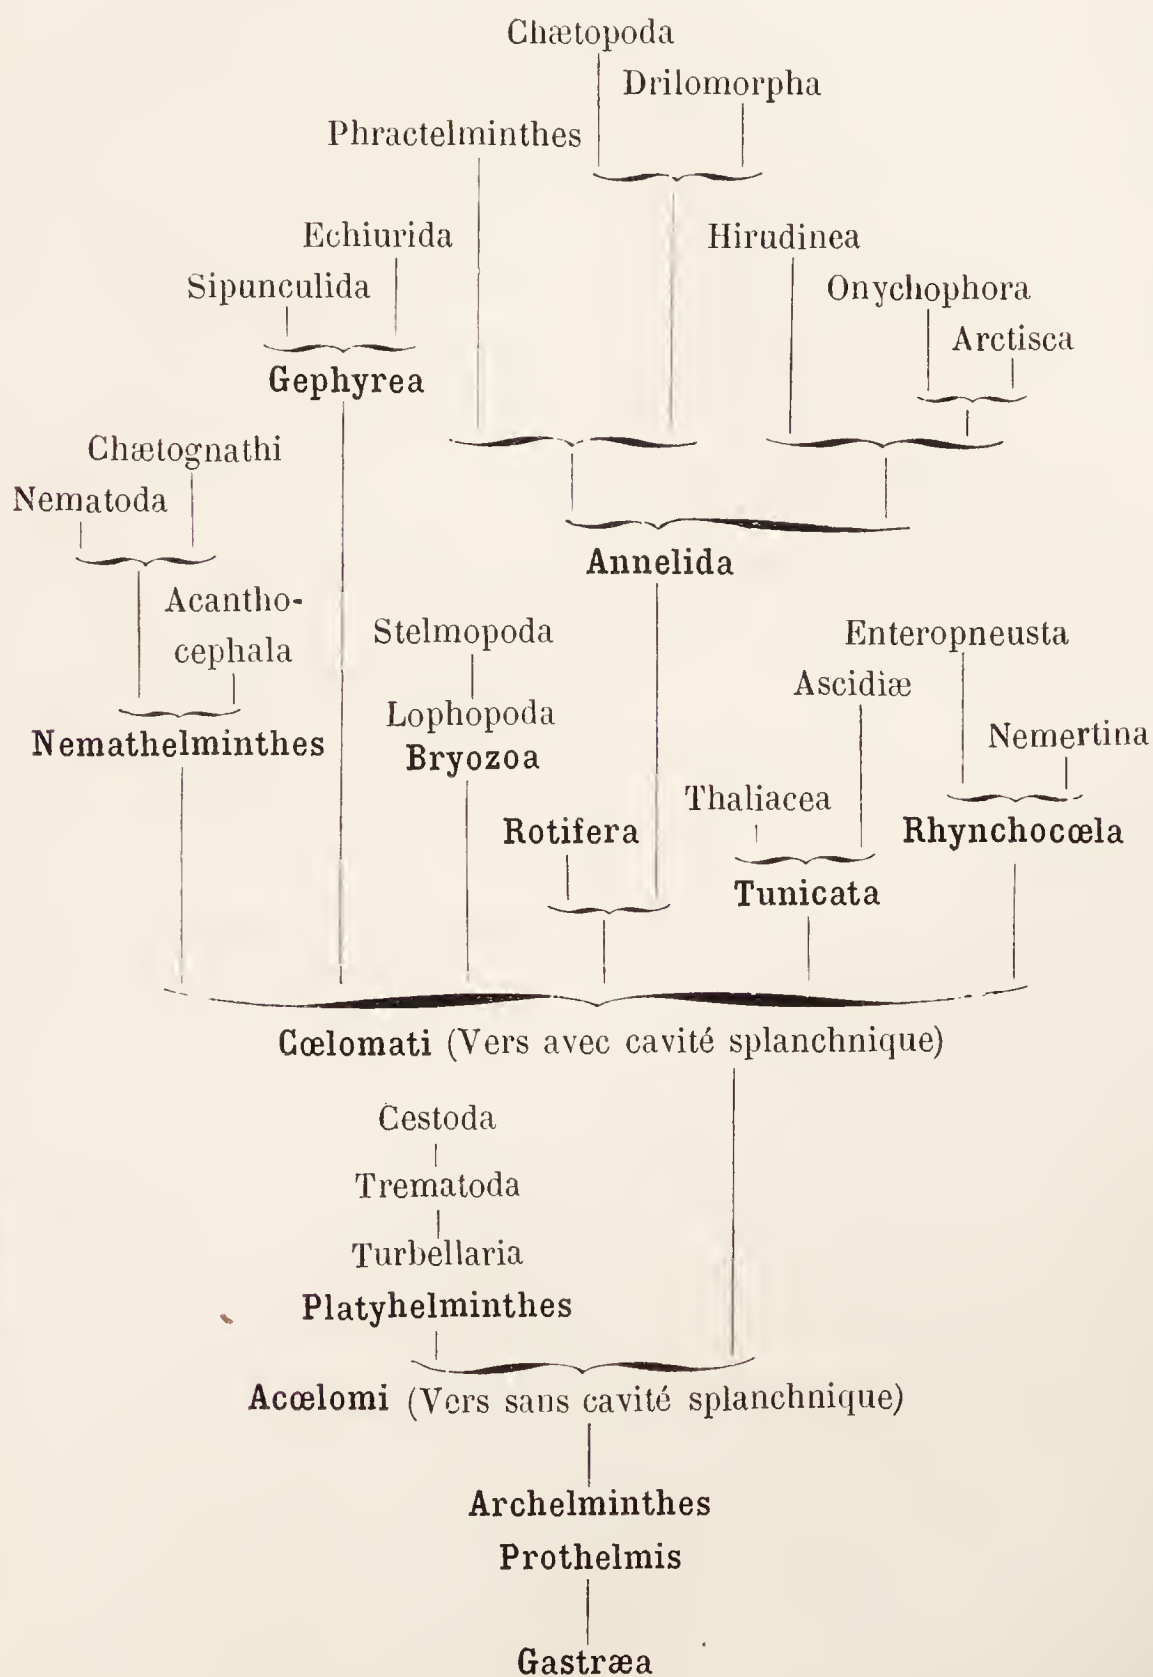 Chætopoda
Drilomorpha
Phractelminthes
Echiurida
Hirudinea
Sipunculida
Onychophora
Arctisca
Gephyrea
Chætognathi
Nematoda
Annelida
Acantho-
cephala
Stelmopoda
Enteropneusta
Ascidiæ
Lophopoda
Nemertina
Nemathelminthes
Bryozoa
Thaliacea
Rotifera
Rhynchocœla
Tunicata
Cœlomati (Vers avec cavité splanchnique)
Cestoda
Trematoda
Turbellaria
Platyhelminthes
Acœlomi (Vers sans cavité splanchnique)
Archelminthes
Prothelmis
Gastræa